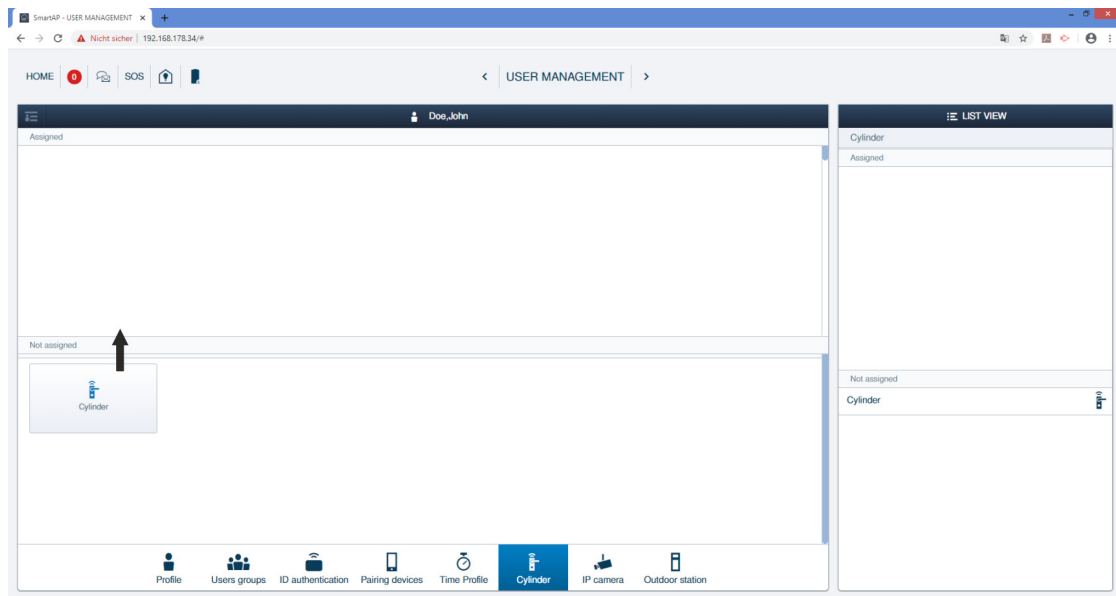 SmartAP - USER MANAGEMENT
Nicht sicher | 192.168.178.34/#
HOME 0 SOS
USER MANAGEMENT
Doe,John
Assigned
Not assigned
Cylinder
Profile Users groups ID authentication Pairing devices Time Profile Cylinder IP camera Outdoor station
LIST VIEW
Cylinder
Assigned
Not assigned
Cylinder